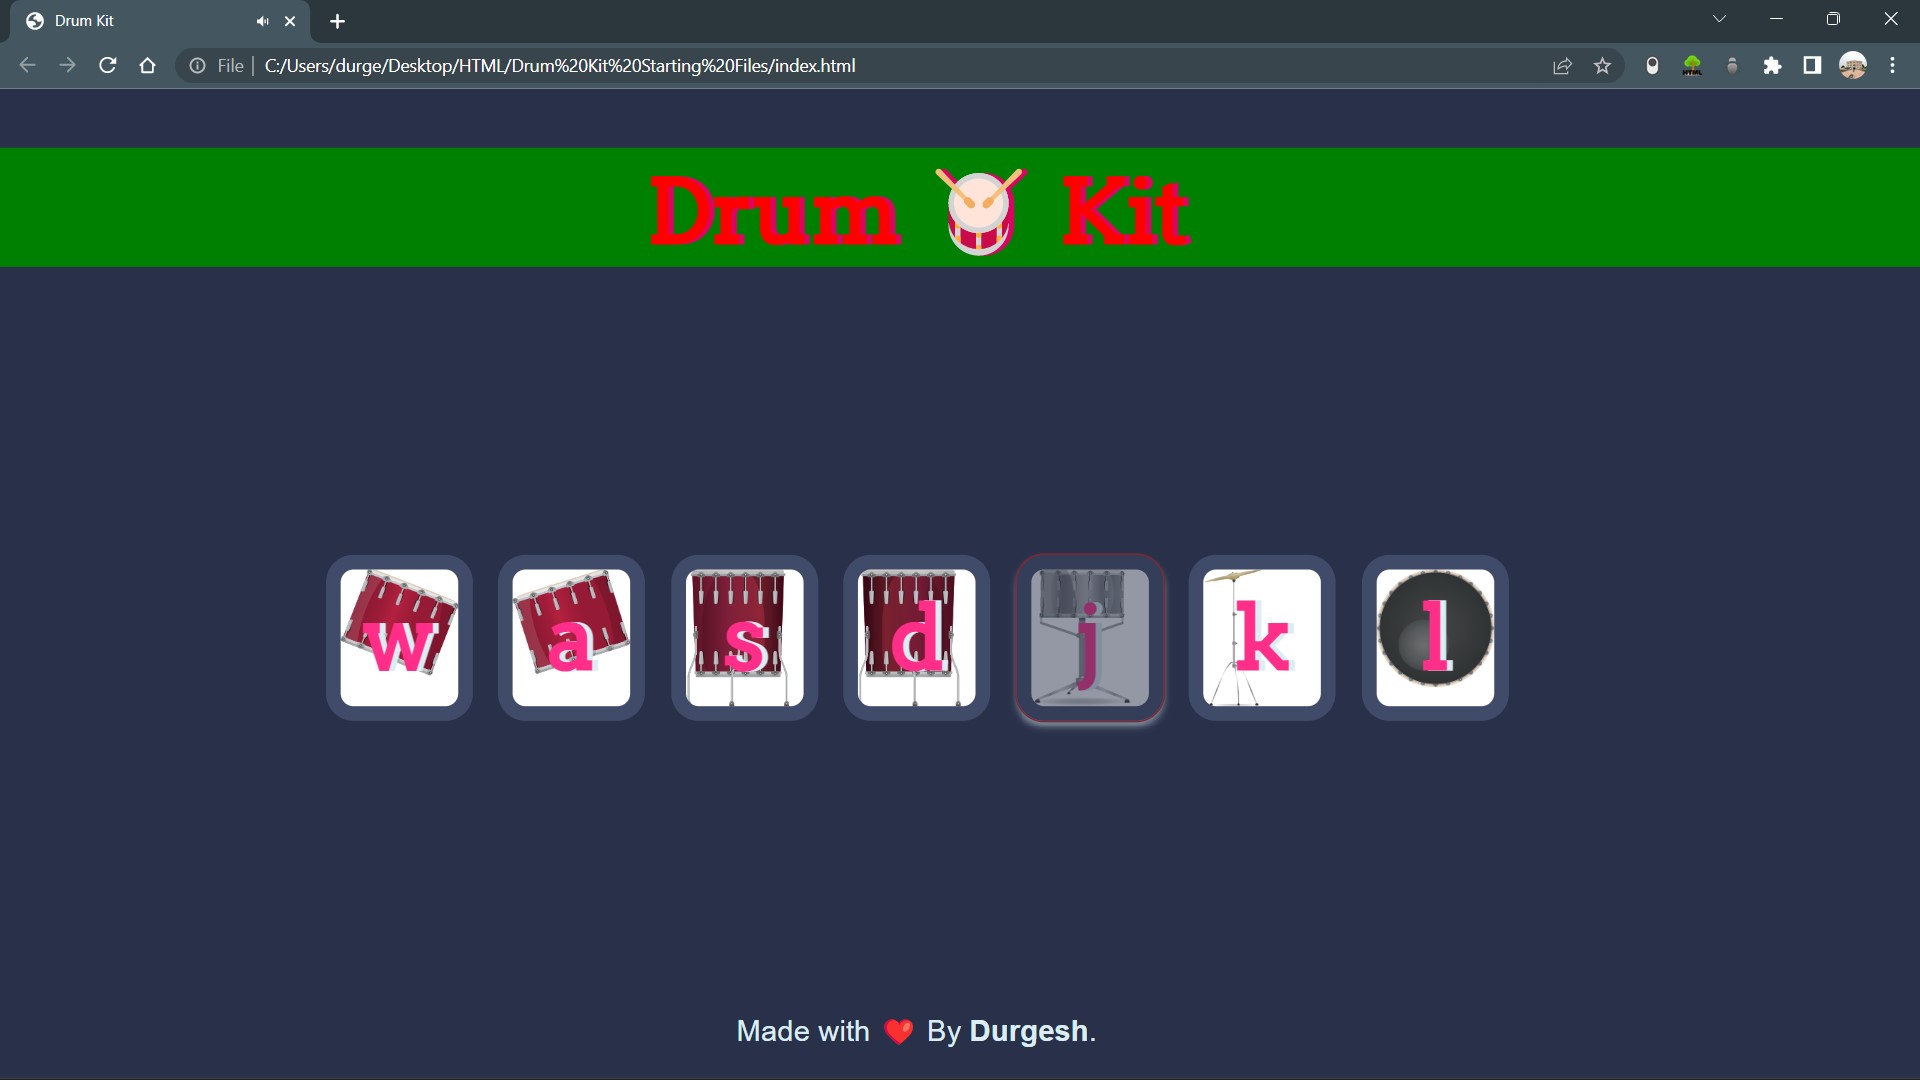 Drum Kit
File C:/Users/durge/Desktop/HTML/Drum%20Kit%20Starting%20Files/index.html
Drum 🥁 Kit
w a s d j k l
Made with ❤️ By Durgesh.